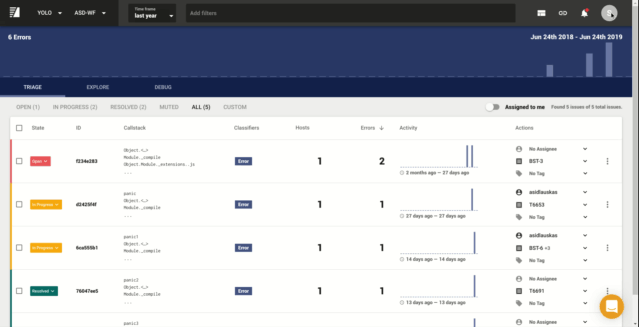 YOLO
ASD-WF
Time frame
last year
Add filters
6 Errors
Jun 24th 2018 - Jun 24th 2019
TRIAGE
EXPLORE
DEBUG
OPEN (1)
IN PROGRESS (2)
RESOLVED (2)
MUTED
ALL (5)
CUSTOM
Assigned to me
Found 5 issues of 5 total issues.
State
ID
Callstack
Classifiers
Hosts
Errors
Activity
Actions
Open
f234e283
Object.<->
Module._compile
Object.Module._extensions..js
...
Error
1
2
2 months ago — 27 days ago
No Assignee
BST-3
No Tag
In Progress
d2425f4f
panic
Object.<->
Module._compile
...
Error
1
1
27 days ago — 27 days ago
asidlauskas
T6653
No Tag
In Progress
panic1
Object.<->
Module._compile
...
Error
1
1
14 days ago — 14 days ago
asidlauskas
BST-6 +3
No Tag
Resolved
76047ee5
panic2
Object.<->
Module._compile
...
Error
1
1
13 days ago — 13 days ago
No Assignee
T6691
No Tag
panic2
No Assignee